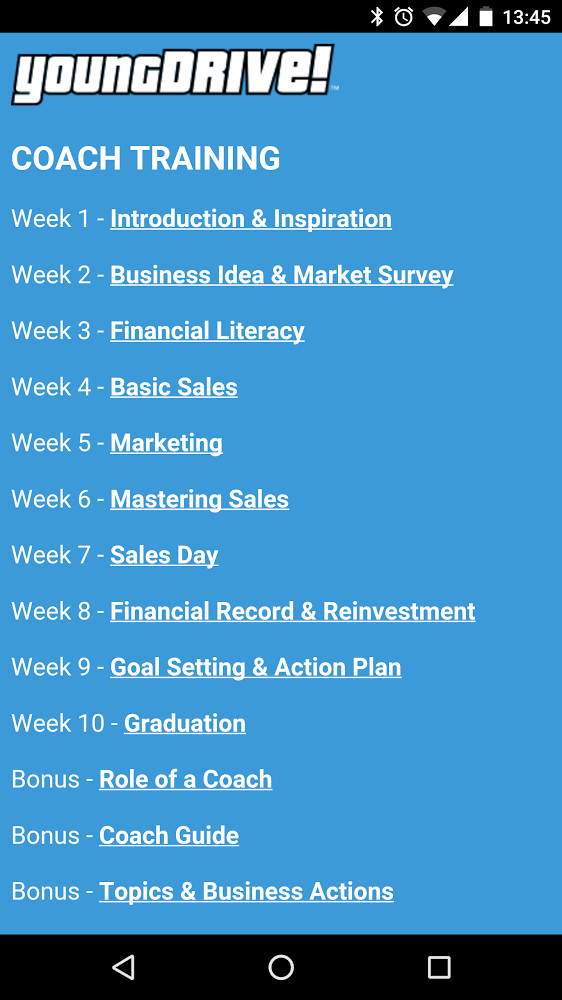 13:45
youngDRIVE!™
COACH TRAINING
Week 1 - Introduction & Inspiration
Week 2 - Business Idea & Market Survey
Week 3 - Financial Literacy
Week 4 - Basic Sales
Week 5 - Marketing
Week 6 - Mastering Sales
Week 7 - Sales Day
Week 8 - Financial Record & Reinvestment
Week 9 - Goal Setting & Action Plan
Week 10 - Graduation
Bonus - Role of a Coach
Bonus - Coach Guide
Bonus - Topics & Business Actions